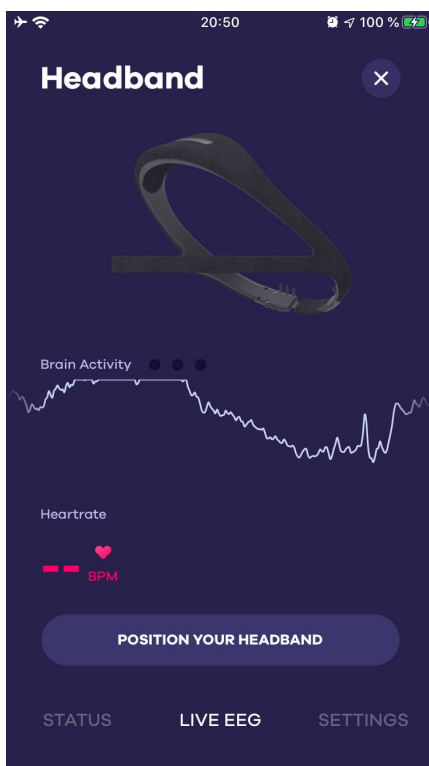 20:50
100 %
Headband
Brain Activity
Heartrate
--
BPM
POSITION YOUR HEADBAND
STATUS LIVE EEG SETTINGS